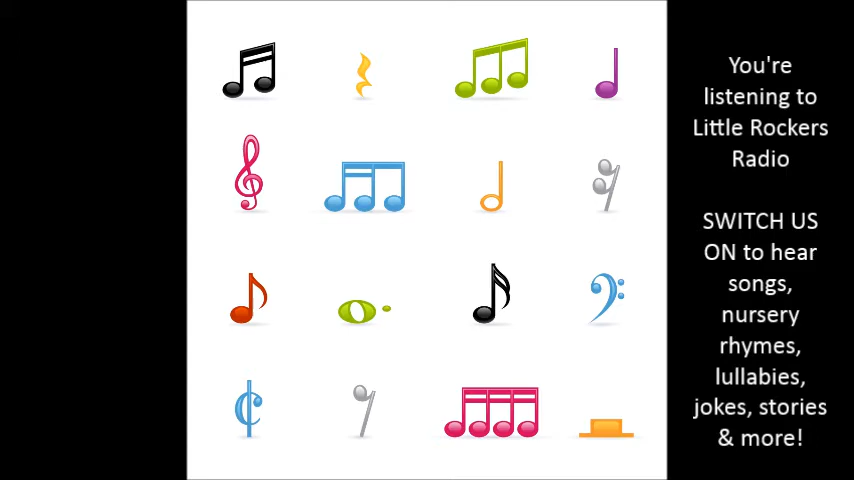 You're
listening to
Little Rockers
Radio
SWITCH US
ON to hear
songs,
nursery
rhymes,
lullabies,
jokes, stories
& more!